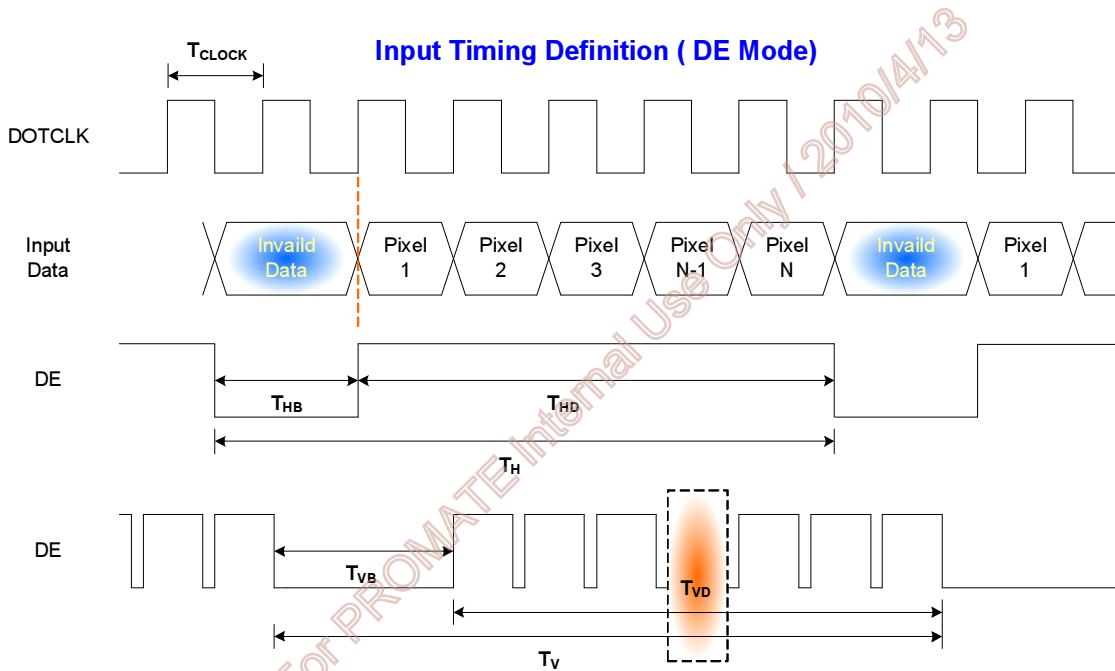 Input Timing Definition ( DE Mode)
TCLOCK
DOTCLK
Input
Data
Invaild
Data
Pixel
1
Pixel
2
Pixel
3
Pixel
N-1
Pixel
N
Invaild
Data
Pixel
1
DE
THB
THD
TH
DE
TVB
TVD
TV
For PROMATE Internal Use Only / 2010/4/13